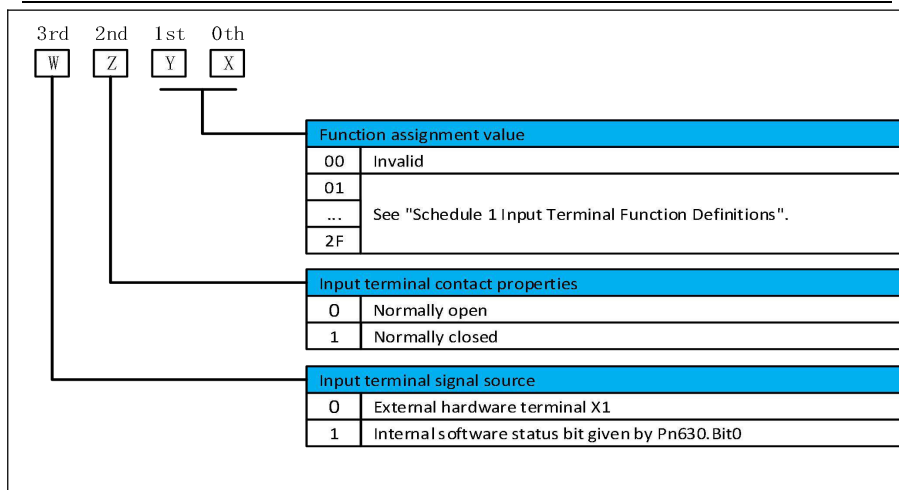 3rd 2nd 1st 0th
W Z Y X
Function assignment value
00 Invalid
01
... See "Schedule 1 Input Terminal Function Definitions".
2F
Input terminal contact properties
0 Normally open
1 Normally closed
Input terminal signal source
0 External hardware terminal X1
1 Internal software status bit given by Pn630.Bit0